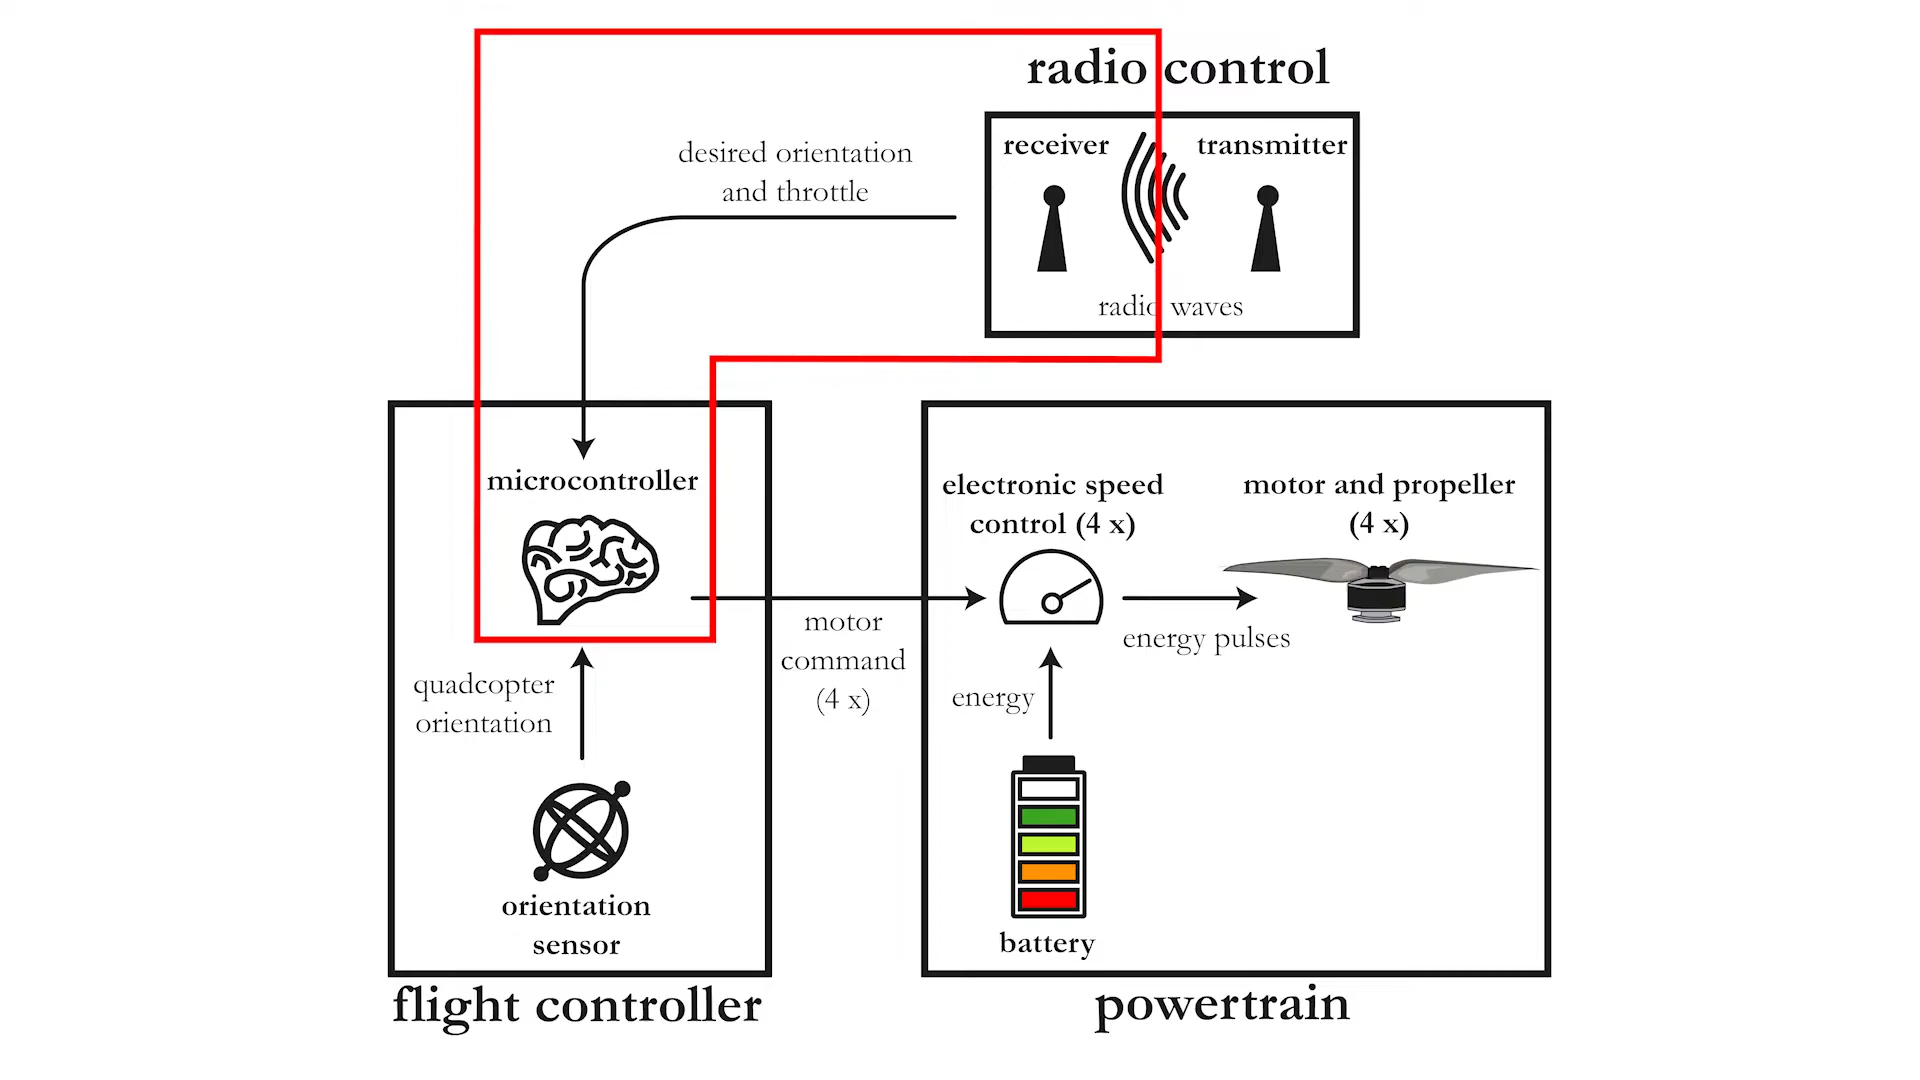 radio control
receiver
transmitter
radio waves
desired orientation
and throttle
microcontroller
quadcopter
orientation
orientation
sensor
flight controller
motor
command
(4 x)
electronic speed
control (4 x)
motor and propeller
(4 x)
energy pulses
energy
battery
powertrain